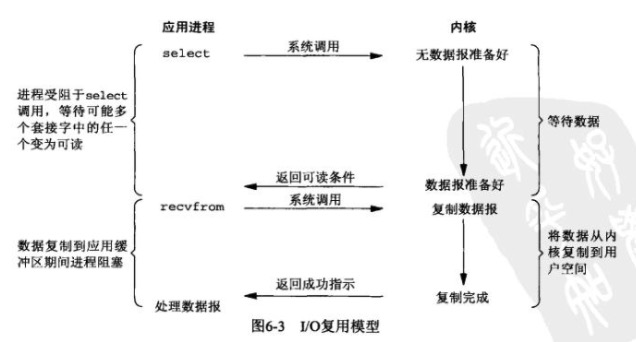 应用进程
内核
select
系统调用
无数据报准备好
进程受阻于select
调用，等待可能多
个套接字中的任一
个变为可读
等待数据
返回可读条件
数据报准备好
recvfrom
系统调用
复制数据报
数据复制到应用缓
冲区期间进程阻塞
将数据从内
核复制到用
户空间
返回成功指示
处理数据报
复制完成
图6-3 I/O复用模型